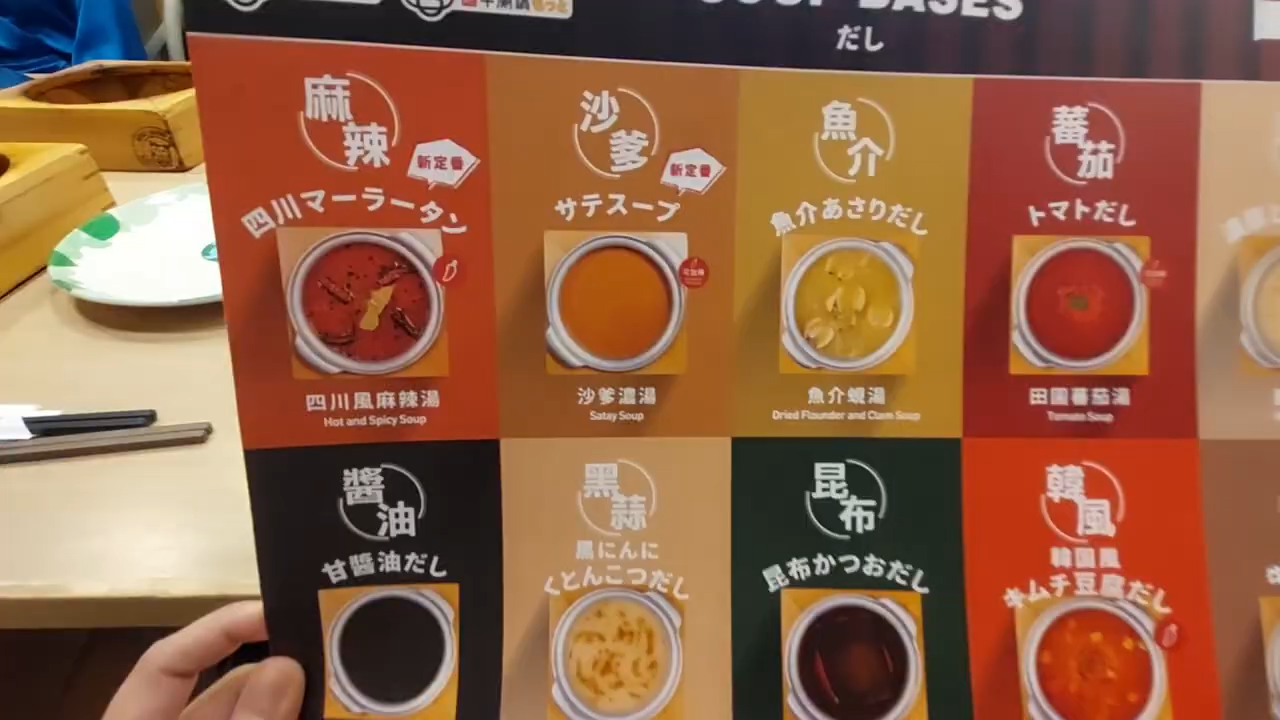 SOUP BASES
だし
麻辣
新定番
四川マーラータン
四川風麻辣湯
Hot and Spicy Soup
沙爹
新定番
サテスープ
沙爹濃湯
Satay Soup
魚介
魚介あさりだし
魚介蜆湯
Dried Flounder and Clam Soup
蕃茄
トマトだし
田園蕃茄湯
Tomato Soup
醬油
甘醬油だし
黑蒜
黒にんに
くとんこつだし
昆布
昆布かつおだし
韓風
韓国風
キムチ豆腐だし